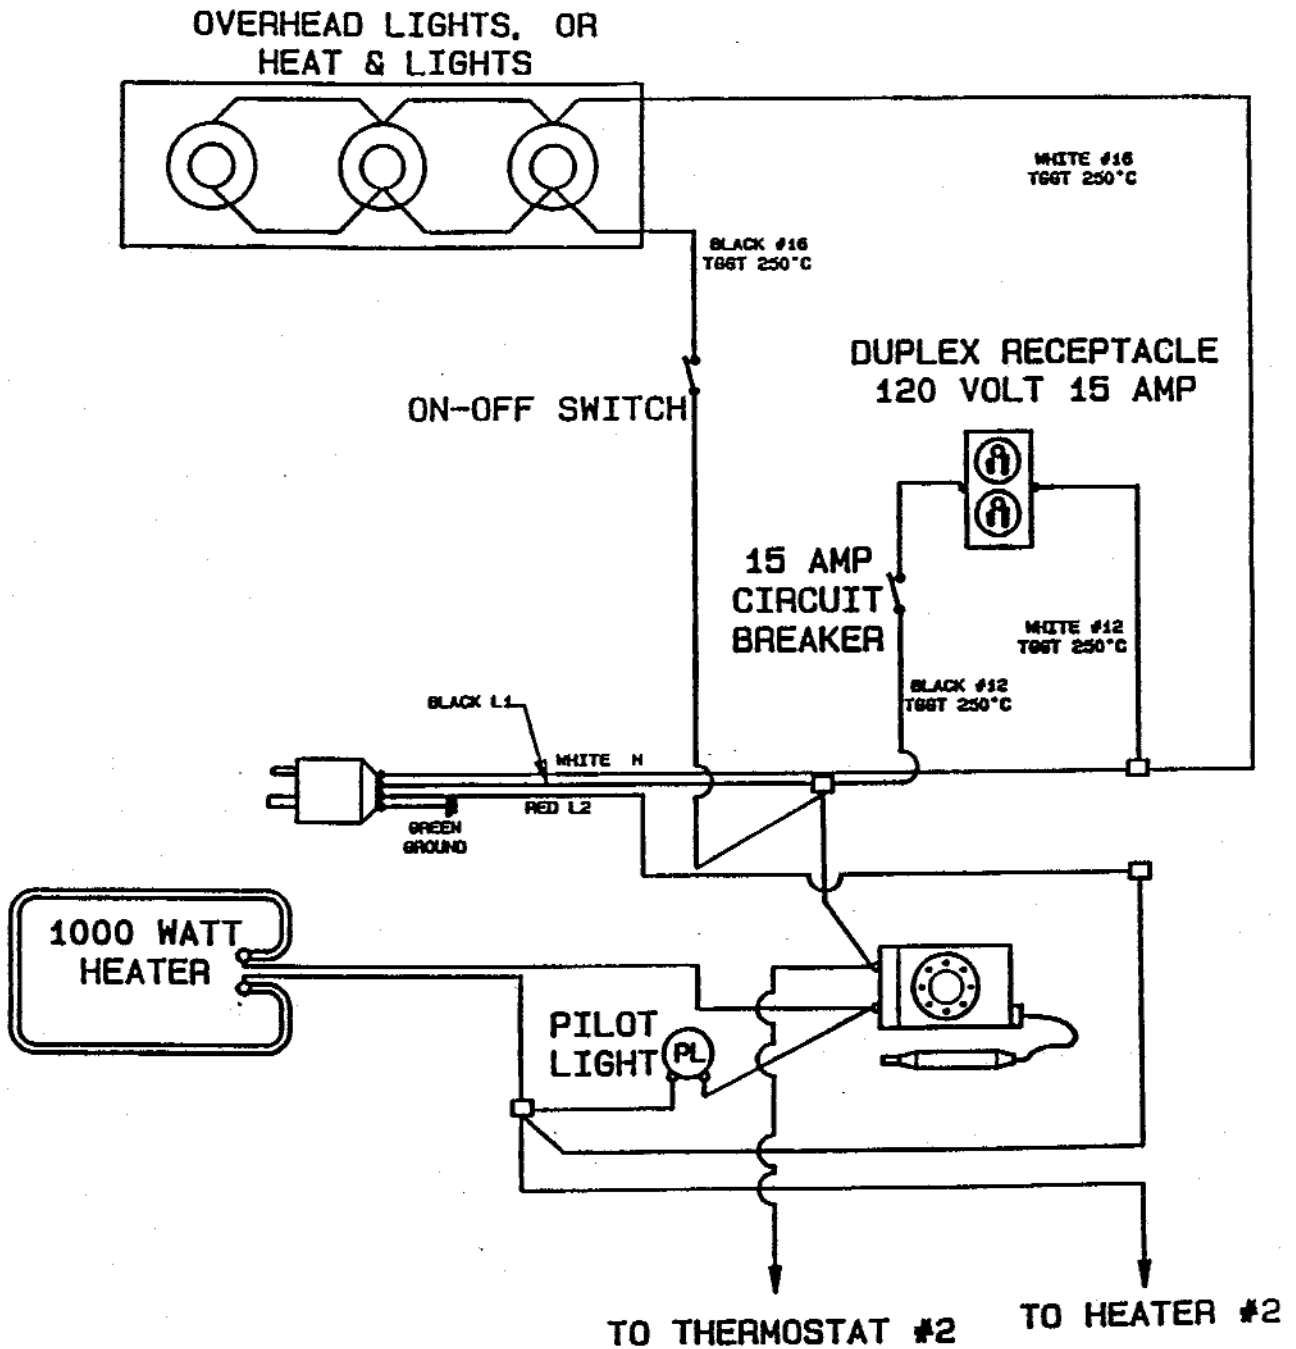 OVERHEAD LIGHTS, OR
HEAT & LIGHTS
WHITE #16
TGGT 250°C
BLACK #16
TGGT 250°C
DUPLEX RECEPTACLE
120 VOLT 15 AMP
ON-OFF SWITCH
15 AMP
CIRCUIT
BREAKER
WHITE #12
TGGT 250°C
BLACK #12
TGGT 250°C
BLACK L1
WHITE N
RED L2
GREEN
GROUND
1000 WATT
HEATER
PILOT
LIGHT
PL
TO THERMOSTAT #2
TO HEATER #2